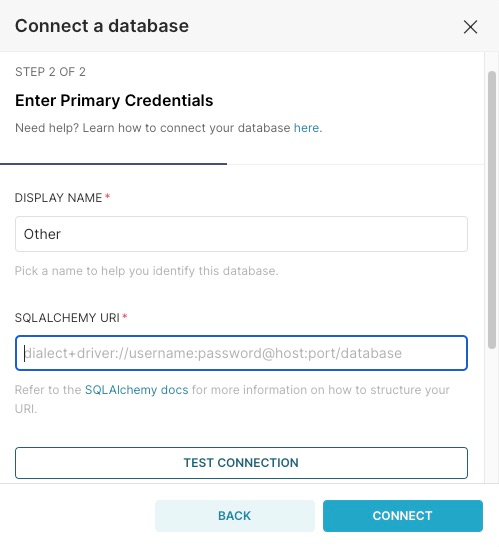 Connect a database
STEP 2 OF 2
Enter Primary Credentials
Need help? Learn how to connect your database here.
DISPLAY NAME *
Other
Pick a name to help you identify this database.
SQLALCHEMY URI *
dialect+driver://username:password@host:port/database
Refer to the SQLAlchemy docs for more information on how to structure your
URI.
TEST CONNECTION
BACK
CONNECT